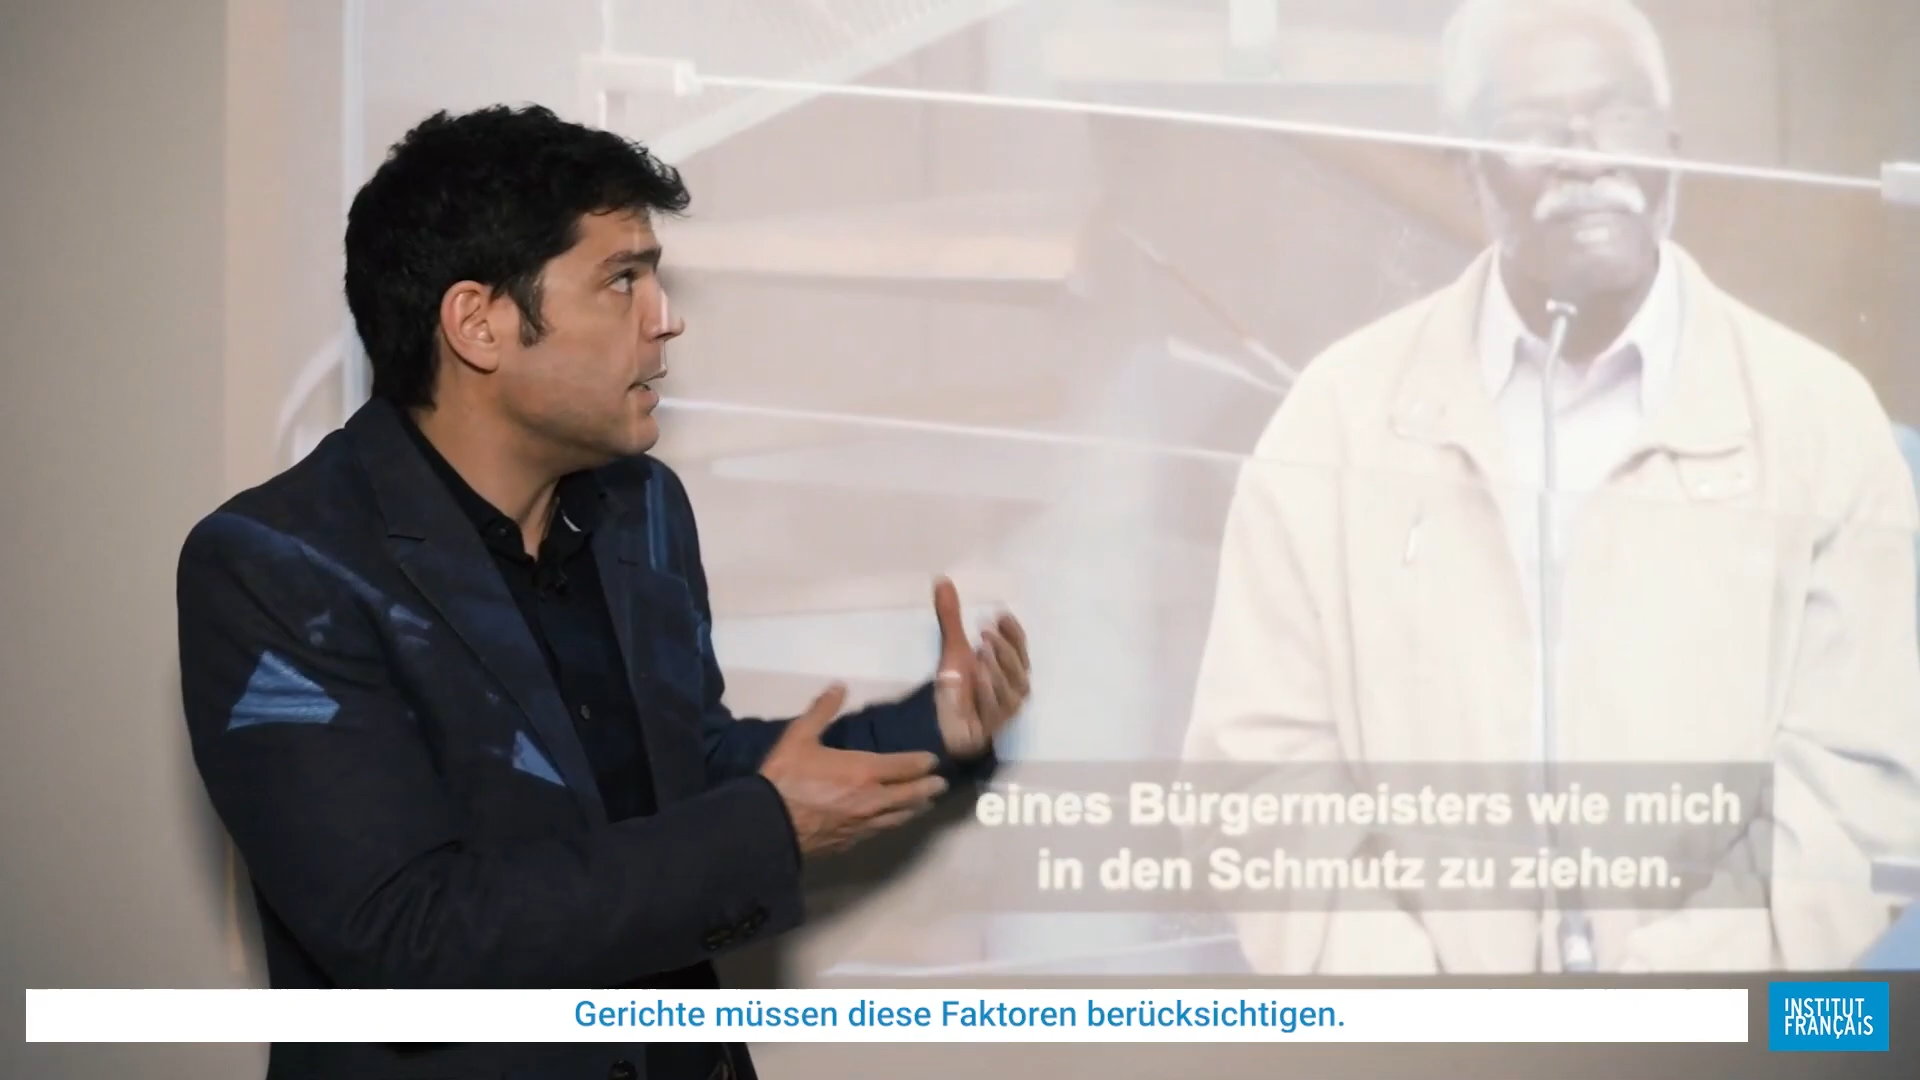 eines Bürgermeisters wie mich
in den Schmutz zu ziehen.
Gerichte müssen diese Faktoren berücksichtigen.
INSTITUT
FRANÇAIS